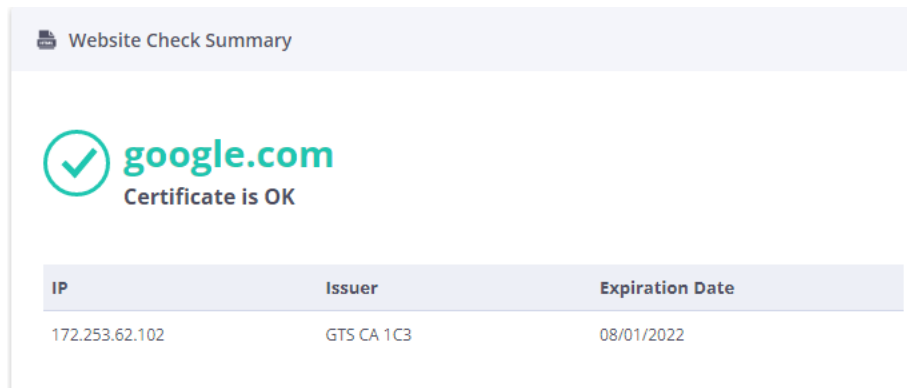 Website Check Summary
google.com
Certificate is OK
IP Issuer Expiration Date
172.253.62.102 GTS CA 1C3 08/01/2022